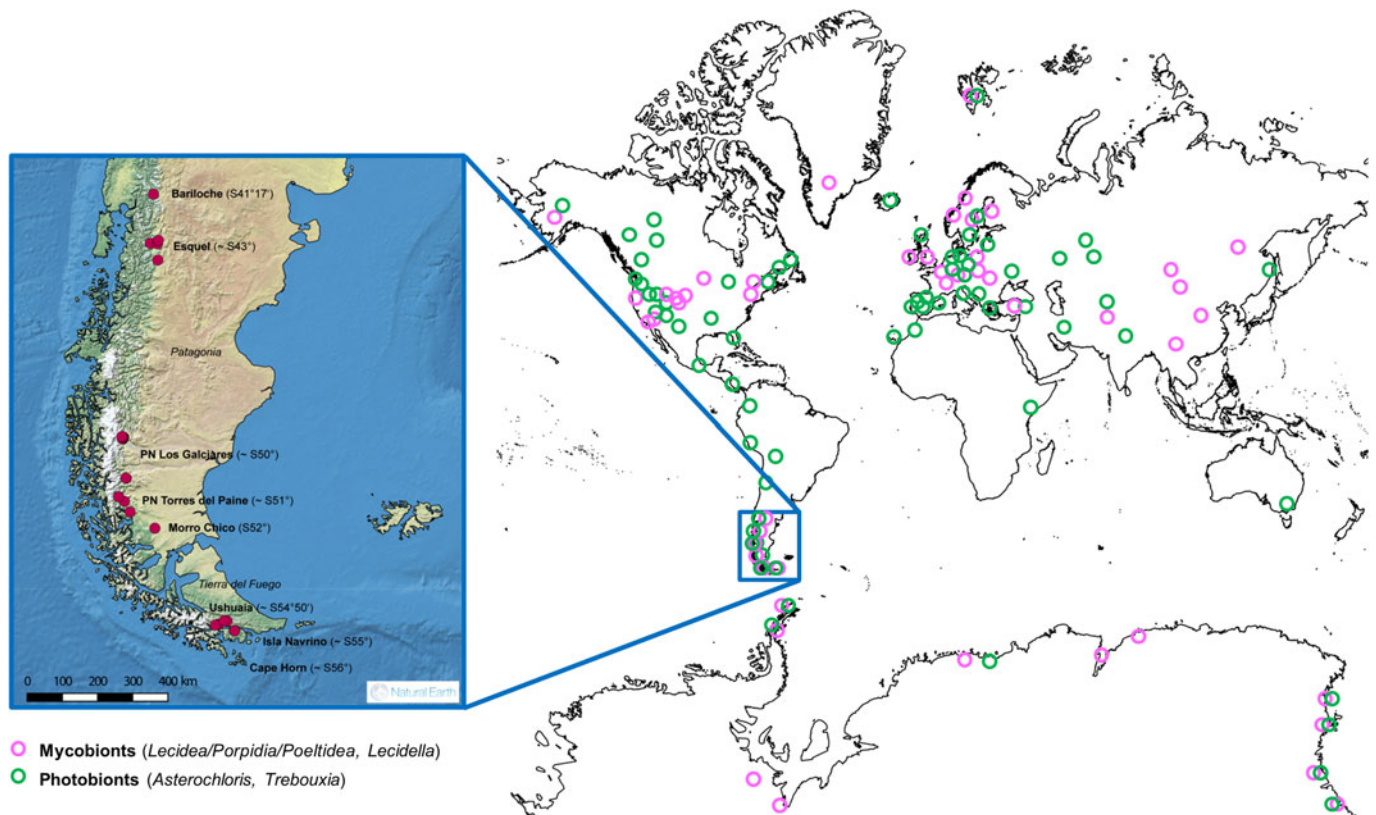 Bariloche (S41°17')
Esquel (~ S43°)
Patagonia
PN Los Galciares (~ S50°)
PN Torres del Paine (~ S51°)
Morro Chico (S52°)
Tierra del Fuego
Ushuaia (~ S54°50')
Isla Navrino (~ S55°)
Cape Horn (~ S56°)
0 100 200 300 400 km
Natural Earth
Mycobionts (Lecidea/Porpidia/Poeltidea, Lecidella)
Photobionts (Asterochloris, Trebouxia)